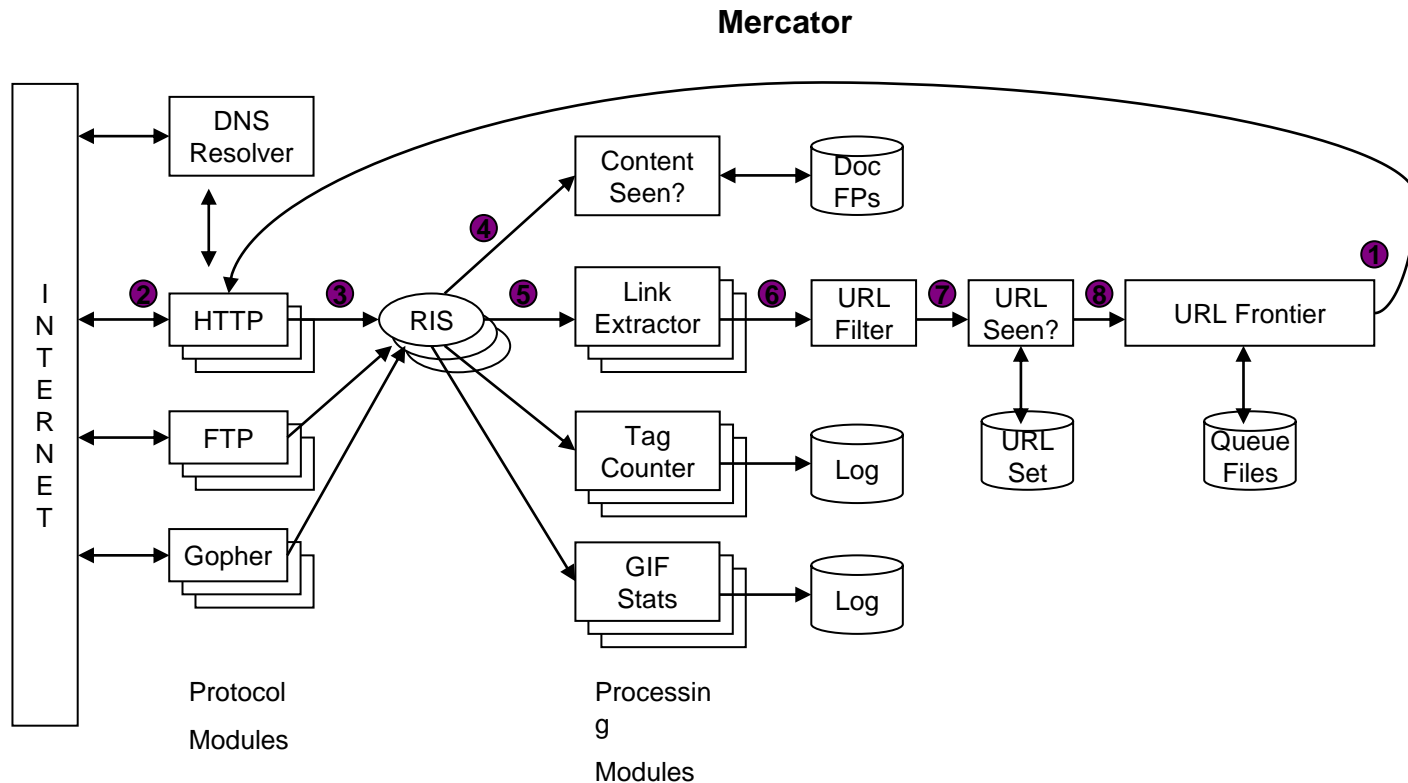 Mercator
DNS
Resolver
Content
Seen?
Doc
FPs
4
1
I
N
T
E
R
N
E
T
2
HTTP
3
RIS
5
Link
Extractor
6
URL
Filter
7
URL
Seen?
8
URL Frontier
FTP
Tag
Counter
Log
URL
Set
Queue
Files
Gopher
GIF
Stats
Log
Protocol
Modules
Processin
g
Modules